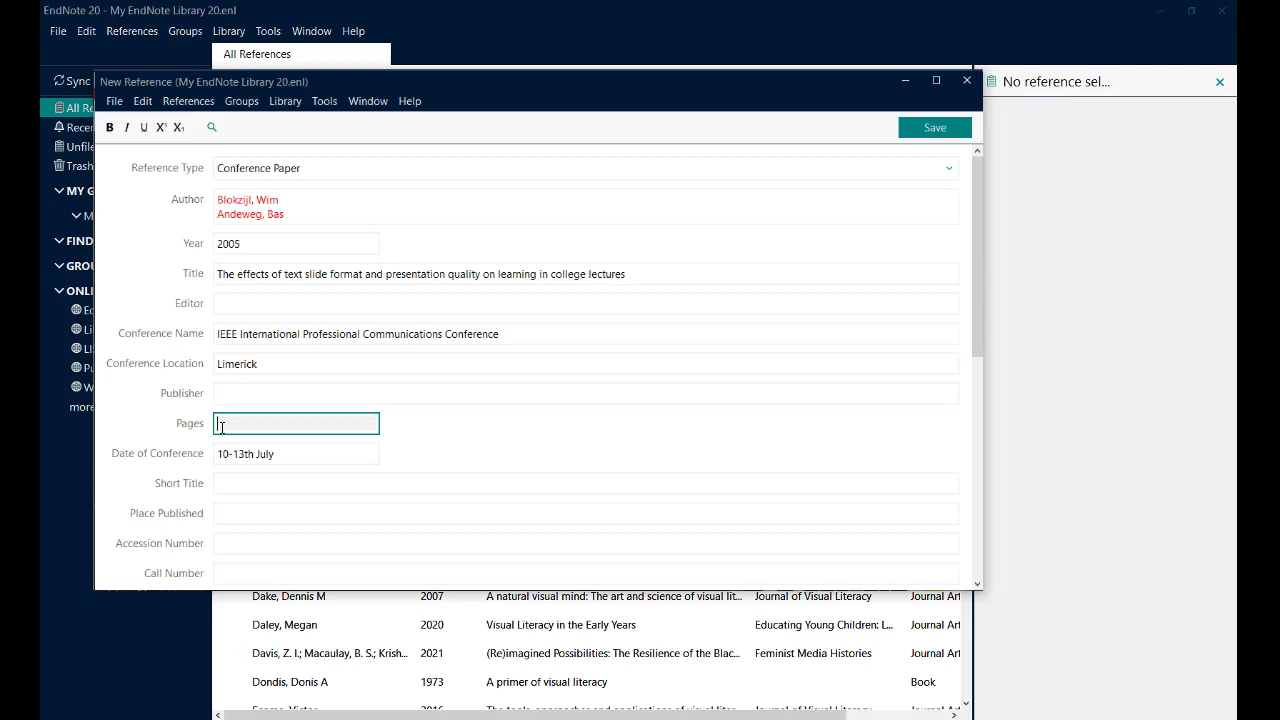 EndNote 20 - My EndNote Library 20.enl
File Edit References Groups Library Tools Window Help
All References
Sync
New Reference (My EndNote Library 20.enl)
No reference sel...
File Edit References Groups Library Tools Window Help
All Re
Recen
Unfile
Trash
B I U X¹ X₁
Save
Reference Type Conference Paper
MY G
M
Author Blokzijl, Wim
Andeweg, Bas
FIND
Year 2005
GROU
Title The effects of text slide format and presentation quality on learning in college lectures
ONLI
Editor
Conference Name IEEE International Professional Communications Conference
Conference Location Limerick
Publisher
more
Pages
Date of Conference 10-13th July
Short Title
Place Published
Accession Number
Call Number
Dake, Dennis M 2007 A natural visual mind: The art and science of visual lit... Journal of Visual Literacy Journal Art
Daley, Megan 2020 Visual Literacy in the Early Years Educating Young Children: L... Journal Art
Davis, Z. I.; Macaulay, B. S.; Krish... 2021 (Re)imagined Possibilities: The Resilience of the Blac... Feminist Media Histories Journal Art
Dondis, Donis A 1973 A primer of visual literacy Book